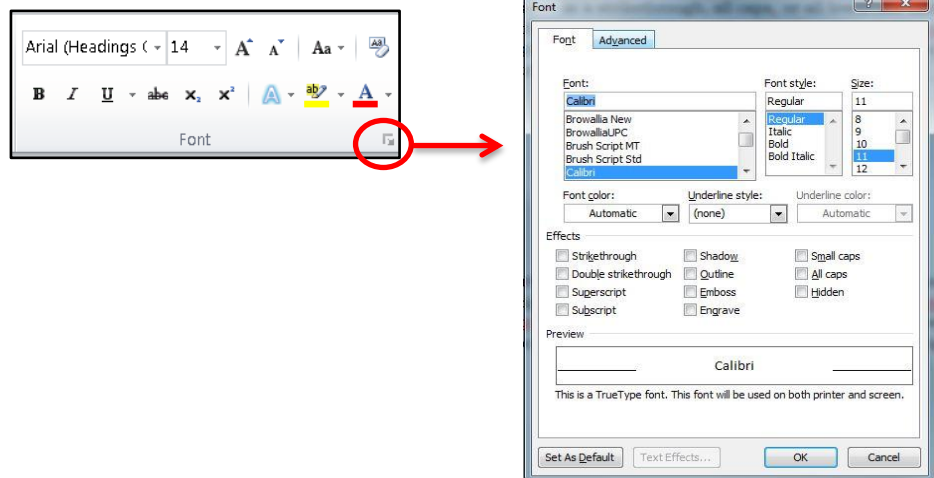 Arial (Headings ( 14 A A Aa
B I U abc X₂ X² A ab A
Font
Font ?
Font Advanced
Font: Font style: Size:
Calibri Regular 11
Browallia New Regular 8
BrowalliaUPC Italic 9
Brush Script MT Bold 10
Brush Script Std Bold Italic 11
Calibri 12
Font color: Underline style: Underline color:
Automatic (none) Automatic
Effects
Strikethrough Shadow Small caps
Double strikethrough Outline All caps
Superscript Emboss Hidden
Subscript Engrave
Preview
Calibri
This is a TrueType font. This font will be used on both printer and screen.
Set As Default Text Effects... OK Cancel